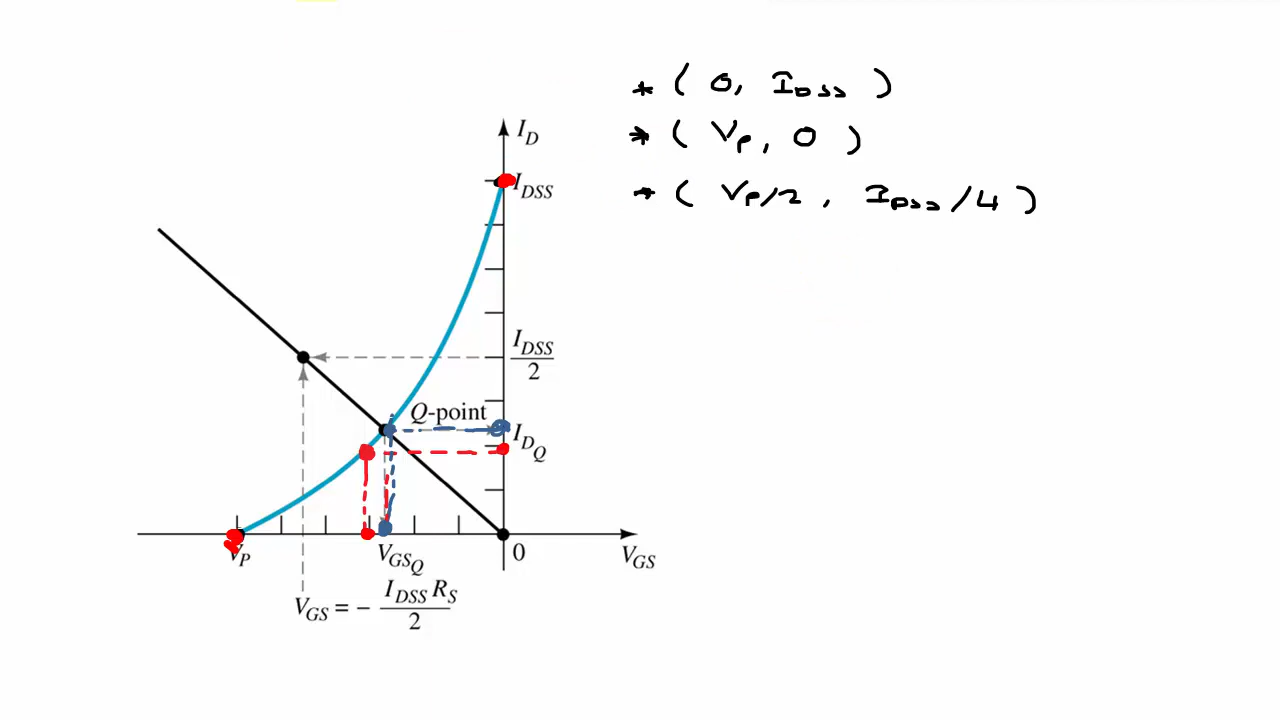 * ( 0, IDSS )
* ( VP, 0 )
* ( VP/2, IDSS/4 )
ID
IDSS
IDSS
2
Q-point
IDQ
VP
VGSQ
0
VGS
VGS = − IDSS RS
2